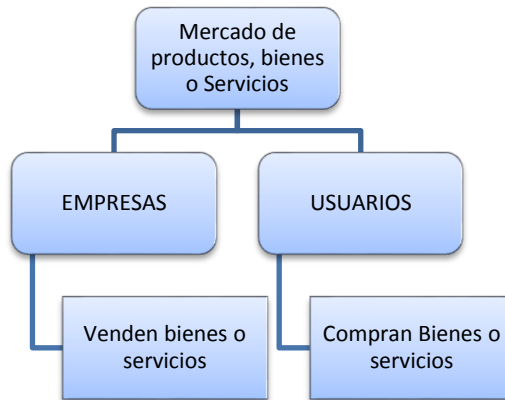 Mercado de
productos, bienes
o Servicios
EMPRESAS
USUARIOS
Venden bienes o
servicios
Compran Bienes o
servicios